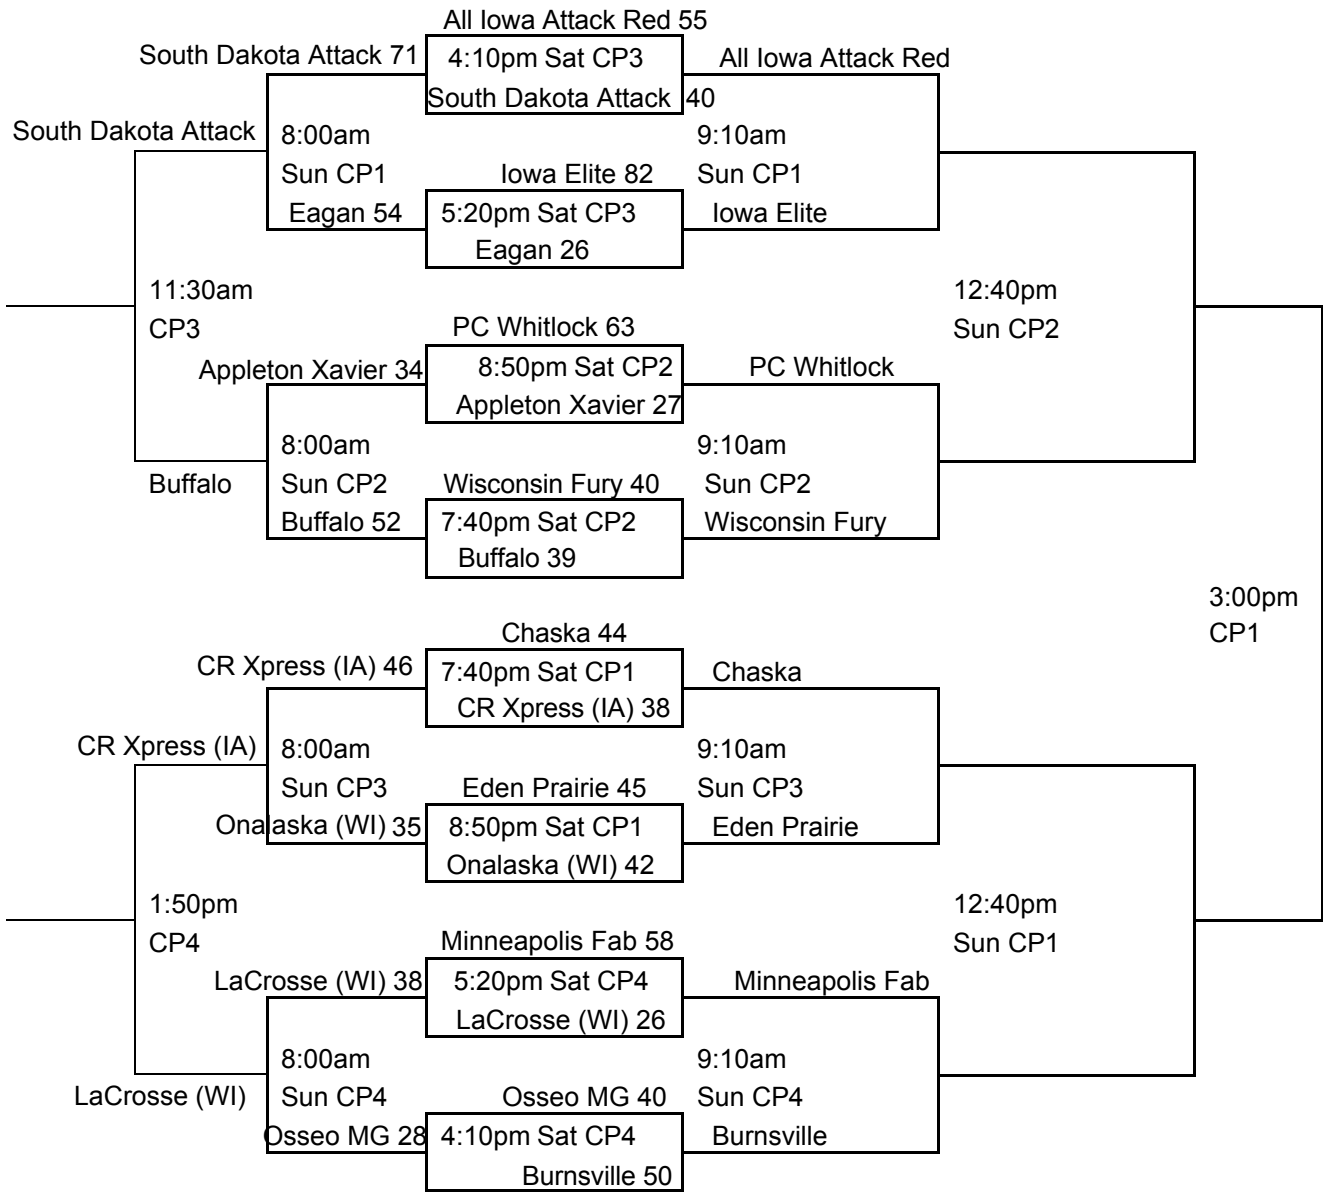 All Iowa Attack Red 55
South Dakota Attack 71
4:10pm Sat CP3
All Iowa Attack Red
South Dakota Attack 40
South Dakota Attack
8:00am
9:10am
Sun CP1
Iowa Elite 82
Sun CP1
Eagan 54
5:20pm Sat CP3
Iowa Elite
Eagan 26
11:30am
12:40pm
CP3
PC Whitlock 63
Sun CP2
Appleton Xavier 34
8:50pm Sat CP2
PC Whitlock
Appleton Xavier 27
8:00am
9:10am
Buffalo
Sun CP2
Wisconsin Fury 40
Sun CP2
Buffalo 52
7:40pm Sat CP2
Wisconsin Fury
Buffalo 39
3:00pm
CP1
Chaska 44
CR Xpress (IA) 46
7:40pm Sat CP1
Chaska
CR Xpress (IA) 38
CR Xpress (IA)
8:00am
9:10am
Sun CP3
Eden Prairie 45
Sun CP3
Onalaska (WI) 35
8:50pm Sat CP1
Eden Prairie
Onalaska (WI) 42
1:50pm
12:40pm
CP4
Minneapolis Fab 58
Sun CP1
LaCrosse (WI) 38
5:20pm Sat CP4
Minneapolis Fab
LaCrosse (WI) 26
8:00am
9:10am
LaCrosse (WI)
Sun CP4
Osseo MG 40
Sun CP4
Osseo MG 28
4:10pm Sat CP4
Burnsville
Burnsville 50